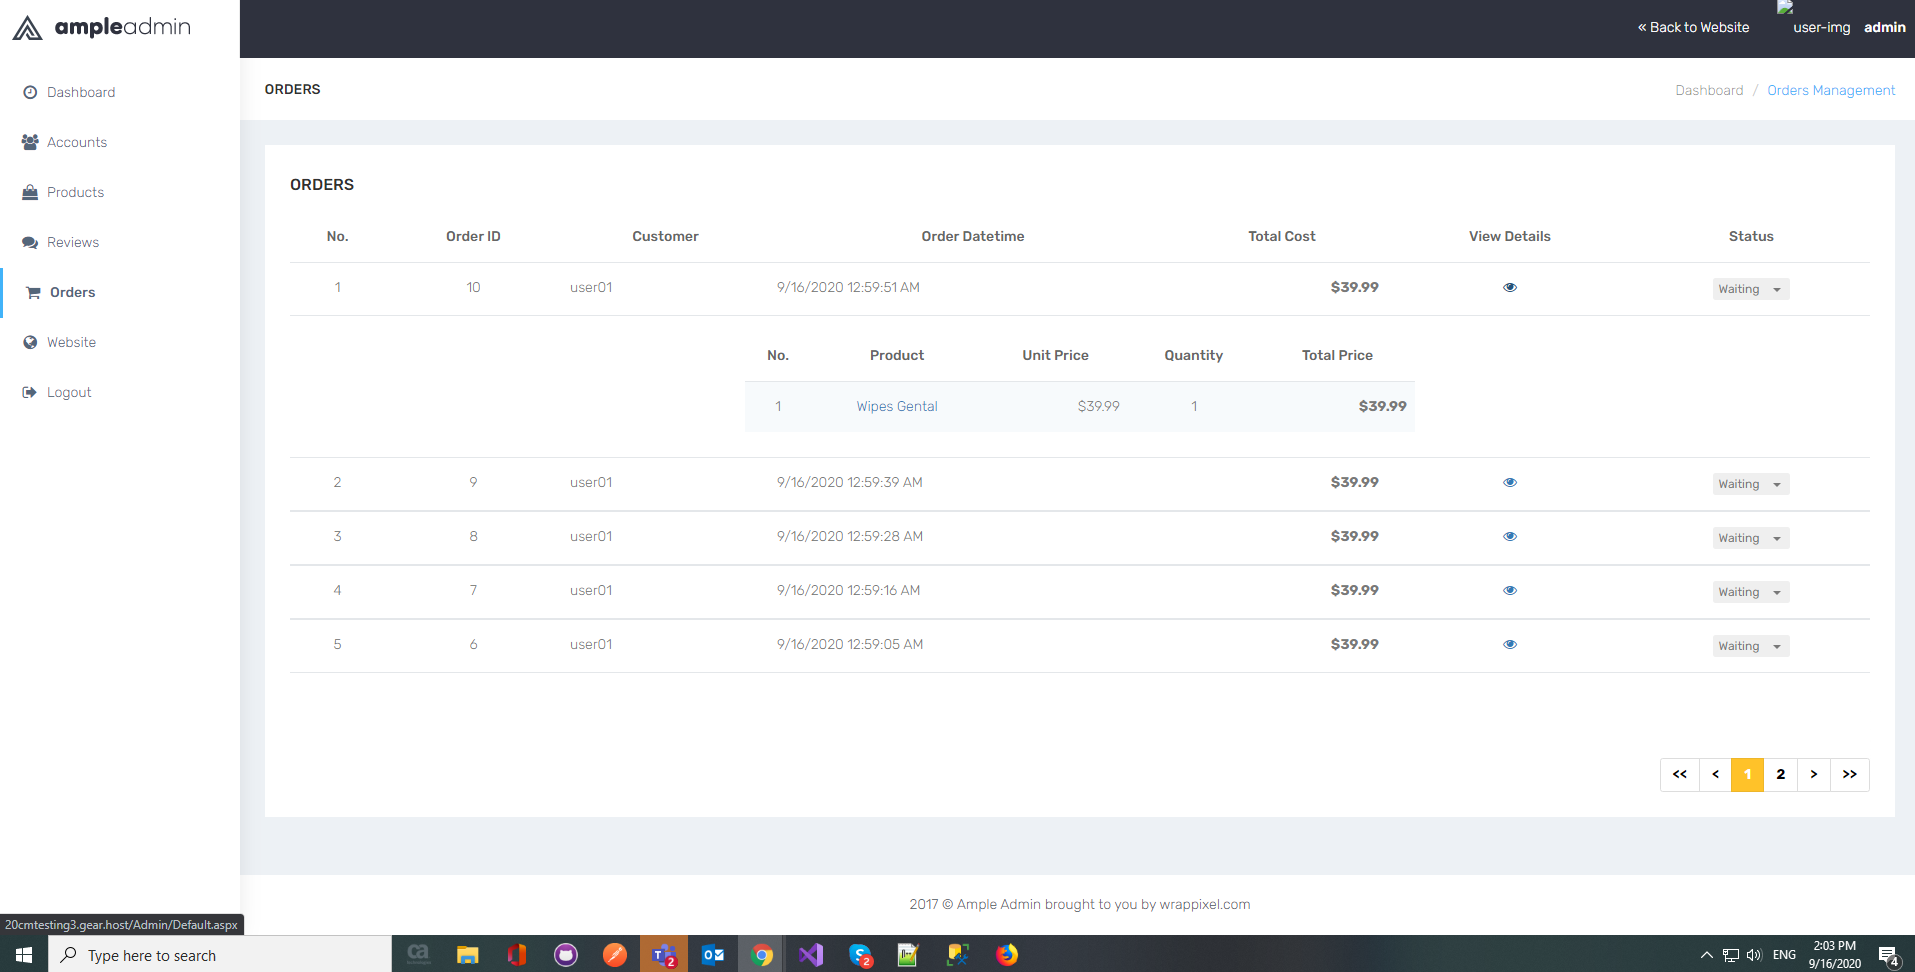 ampleadmin
« Back to Website
user-img
admin
Dashboard
Accounts
Products
Reviews
Orders
Website
Logout
ORDERS
Dashboard / Orders Management
ORDERS
No. Order ID Customer Order Datetime Total Cost View Details Status
1 10 user01 9/16/2020 12:59:51 AM $39.99 Waiting
No. Product Unit Price Quantity Total Price
1 Wipes Gental $39.99 1 $39.99
2 9 user01 9/16/2020 12:59:39 AM $39.99 Waiting
3 8 user01 9/16/2020 12:59:28 AM $39.99 Waiting
4 7 user01 9/16/2020 12:59:16 AM $39.99 Waiting
5 6 user01 9/16/2020 12:59:05 AM $39.99 Waiting
<< < 1 2 > >>
2017 © Ample Admin brought to you by wrappixel.com
20cmtesting3.gear.host/Admin/Default.aspx
Type here to search
ca
2
2
ENG
2:03 PM
9/16/2020
4